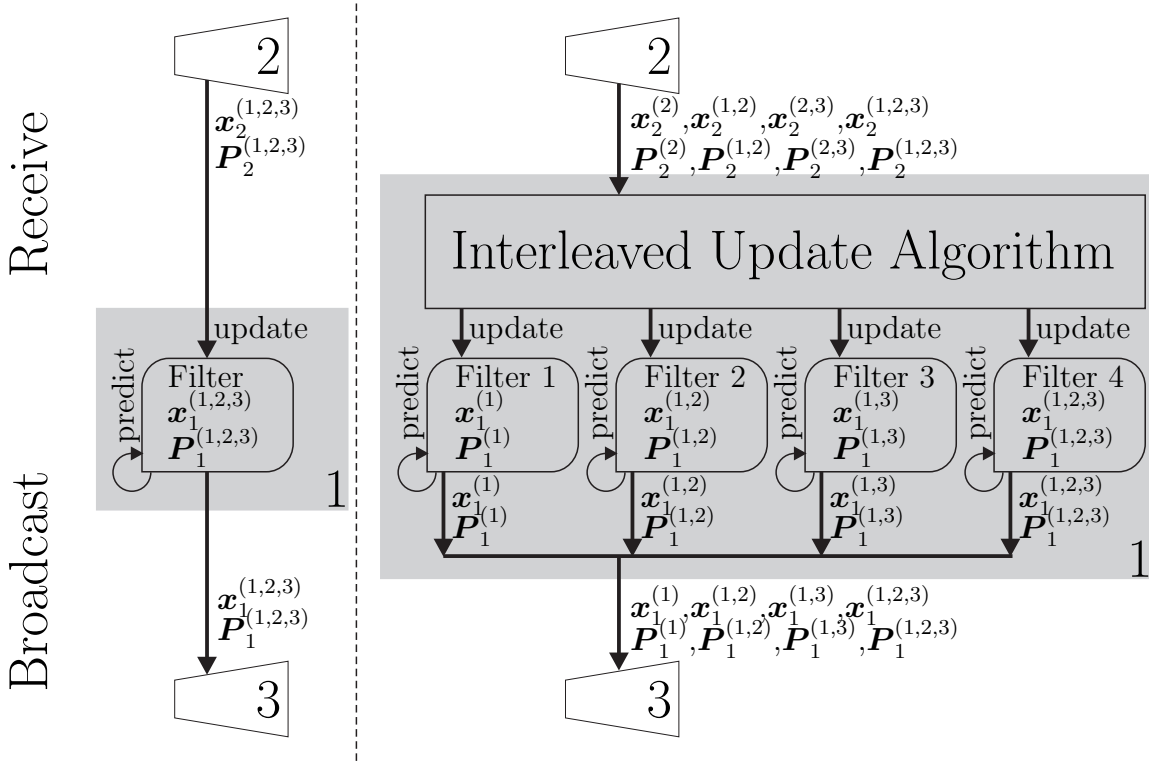 Receive
Broadcast
2
x_2^{(1,2,3)}
P_2^{(1,2,3)}
update
predict
Filter
x_1^{(1,2,3)}
P_1^{(1,2,3)}
1
x_1^{(1,2,3)}
P_1^{(1,2,3)}
3
2
x_2^{(2)},x_2^{(1,2)},x_2^{(2,3)},x_2^{(1,2,3)}
P_2^{(2)},P_2^{(1,2)},P_2^{(2,3)},P_2^{(1,2,3)}
Interleaved Update Algorithm
update
predict
Filter 1
x_1^{(1)}
P_1^{(1)}
x_1^{(1)}
P_1^{(1)}
update
predict
Filter 2
x_1^{(1,2)}
P_1^{(1,2)}
x_1^{(1,2)}
P_1^{(1,2)}
update
predict
Filter 3
x_1^{(1,3)}
P_1^{(1,3)}
x_1^{(1,3)}
P_1^{(1,3)}
update
predict
Filter 4
x_1^{(1,2,3)}
P_1^{(1,2,3)}
x_1^{(1,2,3)}
P_1^{(1,2,3)}
1
x_1^{(1)},x_1^{(1,2)},x_1^{(1,3)},x_1^{(1,2,3)}
P_1^{(1)},P_1^{(1,2)},P_1^{(1,3)},P_1^{(1,2,3)}
3